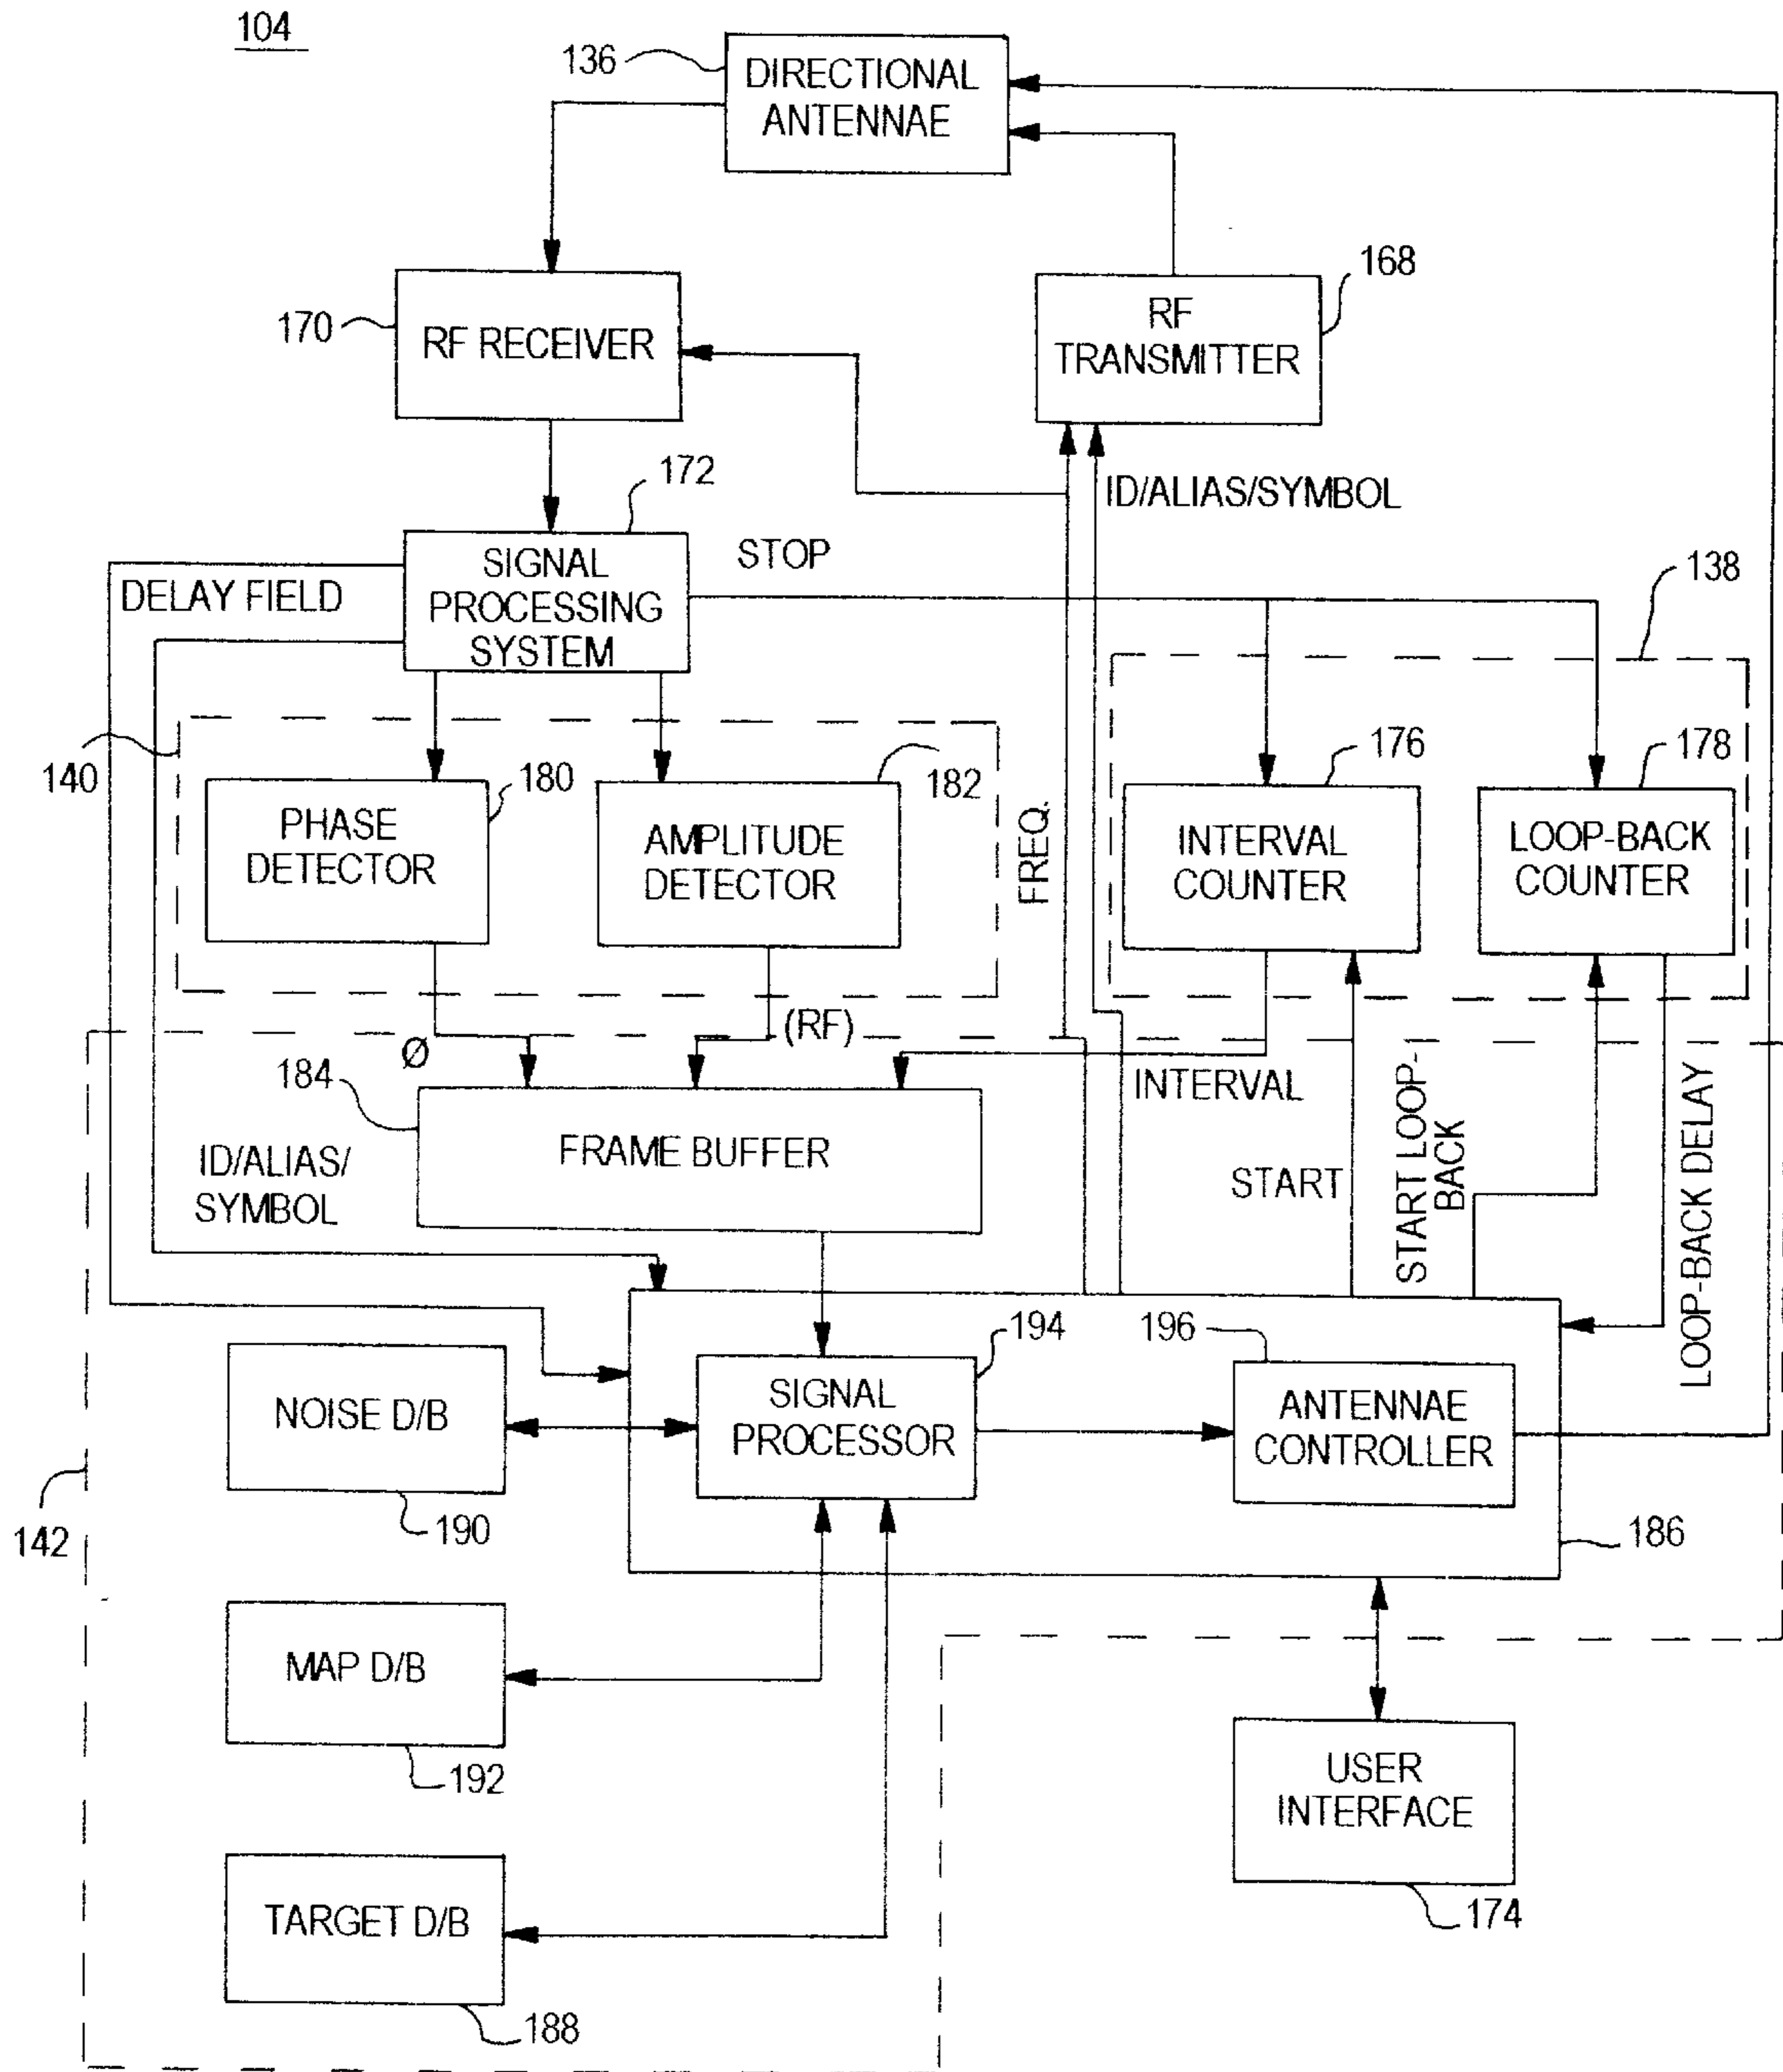 104
136
DIRECTIONAL
ANTENNAE
170
RF RECEIVER
168
RF
TRANSMITTER
172
ID/ALIAS/SYMBOL
STOP
DELAY FIELD
SIGNAL
PROCESSING
SYSTEM
138
140
180
182
176
178
PHASE
DETECTOR
AMPLITUDE
DETECTOR
FREQ.
INTERVAL
COUNTER
LOOP-BACK
COUNTER
Ø
(RF)
184
INTERVAL
FRAME BUFFER
ID/ALIAS/
SYMBOL
START
START LOOP-
BACK
LOOP-BACK DELAY
194
196
NOISE D/B
SIGNAL
PROCESSOR
ANTENNAE
CONTROLLER
142
190
186
MAP D/B
192
USER
INTERFACE
174
TARGET D/B
188